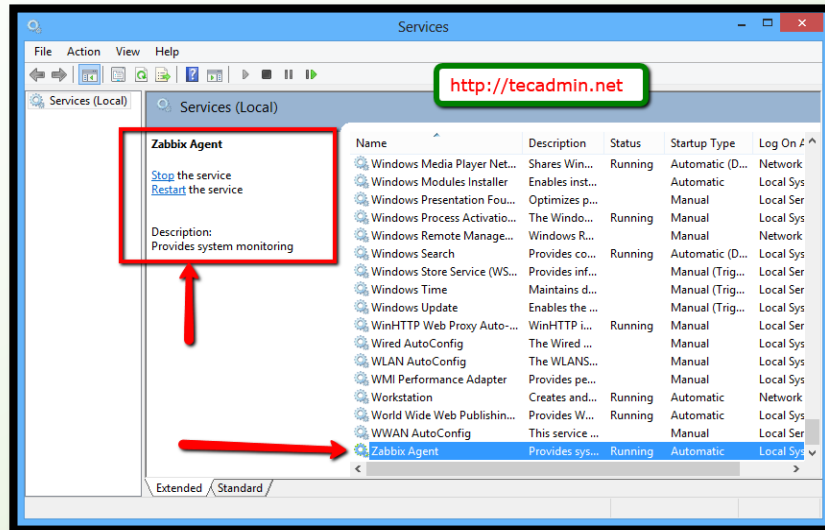 Services
File Action View Help
http://tecadmin.net
Services (Local)
Services (Local)
Zabbix Agent
Stop the service
Restart the service
Description:
Provides system monitoring
Name Description Status Startup Type Log On A
Windows Media Player Net... Shares Win... Running Automatic (D... Network
Windows Modules Installer Enables inst... Automatic Local Sys
Windows Presentation Fou... Optimizes p... Manual Local Ser
Windows Process Activatio... The Windo... Running Manual Local Sys
Windows Remote Manage... Windows R... Manual Network
Windows Search Provides co... Running Automatic (D... Local Sys
Windows Store Service (WS... Provides inf... Manual (Trig... Local Ser
Windows Time Maintains d... Manual (Trig... Local Ser
Windows Update Enables the ... Manual (Trig... Local Sys
WinHTTP Web Proxy Auto-... WinHTTP i... Running Manual Local Ser
Wired AutoConfig The Wired ... Manual Local Sys
WLAN AutoConfig The WLANS... Manual Local Sys
WMI Performance Adapter Provides pe... Manual Local Sys
Workstation Creates and... Running Automatic Network
World Wide Web Publishin... Provides W... Running Automatic Local Sys
WWAN AutoConfig This service ... Manual Local Ser
Zabbix Agent Provides sys... Running Automatic Local Sys
Extended Standard